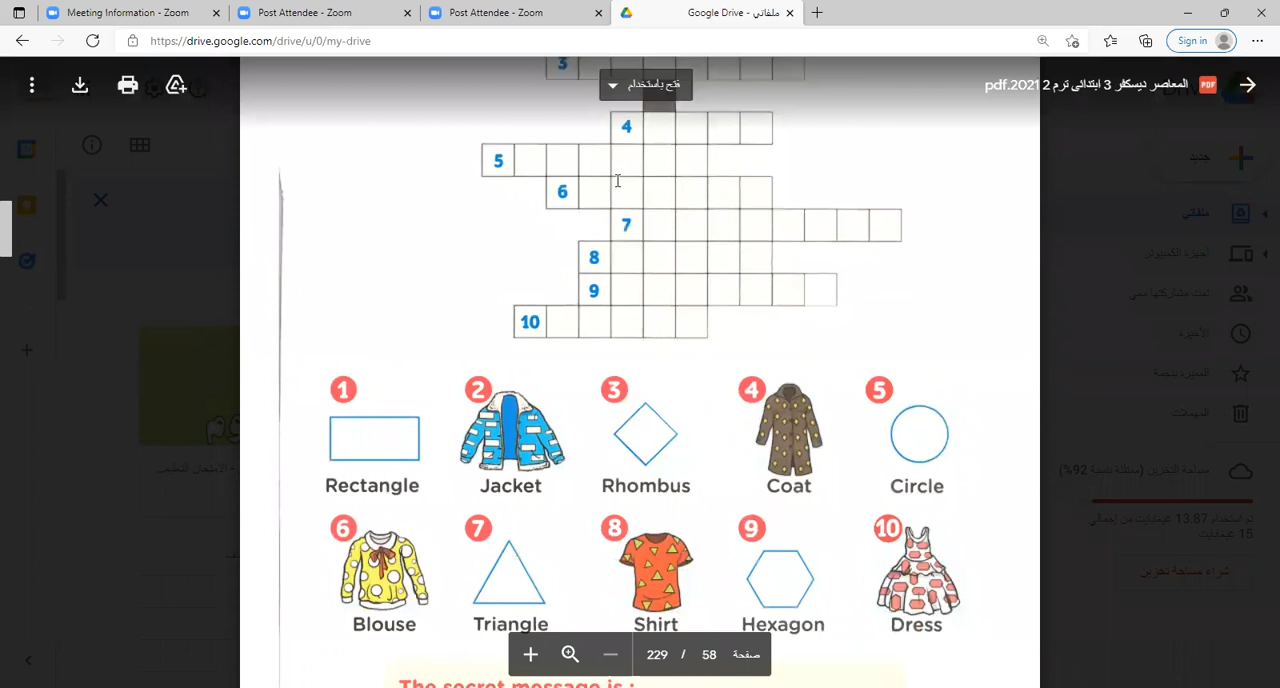 Meeting Information - Zoom
Post Attendee - Zoom
Post Attendee - Zoom
ملفاتي - Google Drive
https://drive.google.com/drive/u/0/my-drive
Sign in
فتح باستخدام
المعاصر ديسكفر 3 ابتدائى ترم 2 2021.pdf
PDF
جديد
ملفاتي
أجهزة الكمبيوتر
تمت مشاركتها معي
الأخيرة
المميزة بنجمة
المهملات
مساحة التخزين (ممتلئة بنسبة 92%)
تم استخدام 13.87 غيغابايت من إجمالي
15 غيغابايت
شراء مساحة تخزين
3
4
5
6
7
8
9
10
1 2 3 4 5
Rectangle Jacket Rhombus Coat Circle
6 7 8 9 10
Blouse Triangle Shirt Hexagon Dress
صفحة 58 / 229
The secret message is :